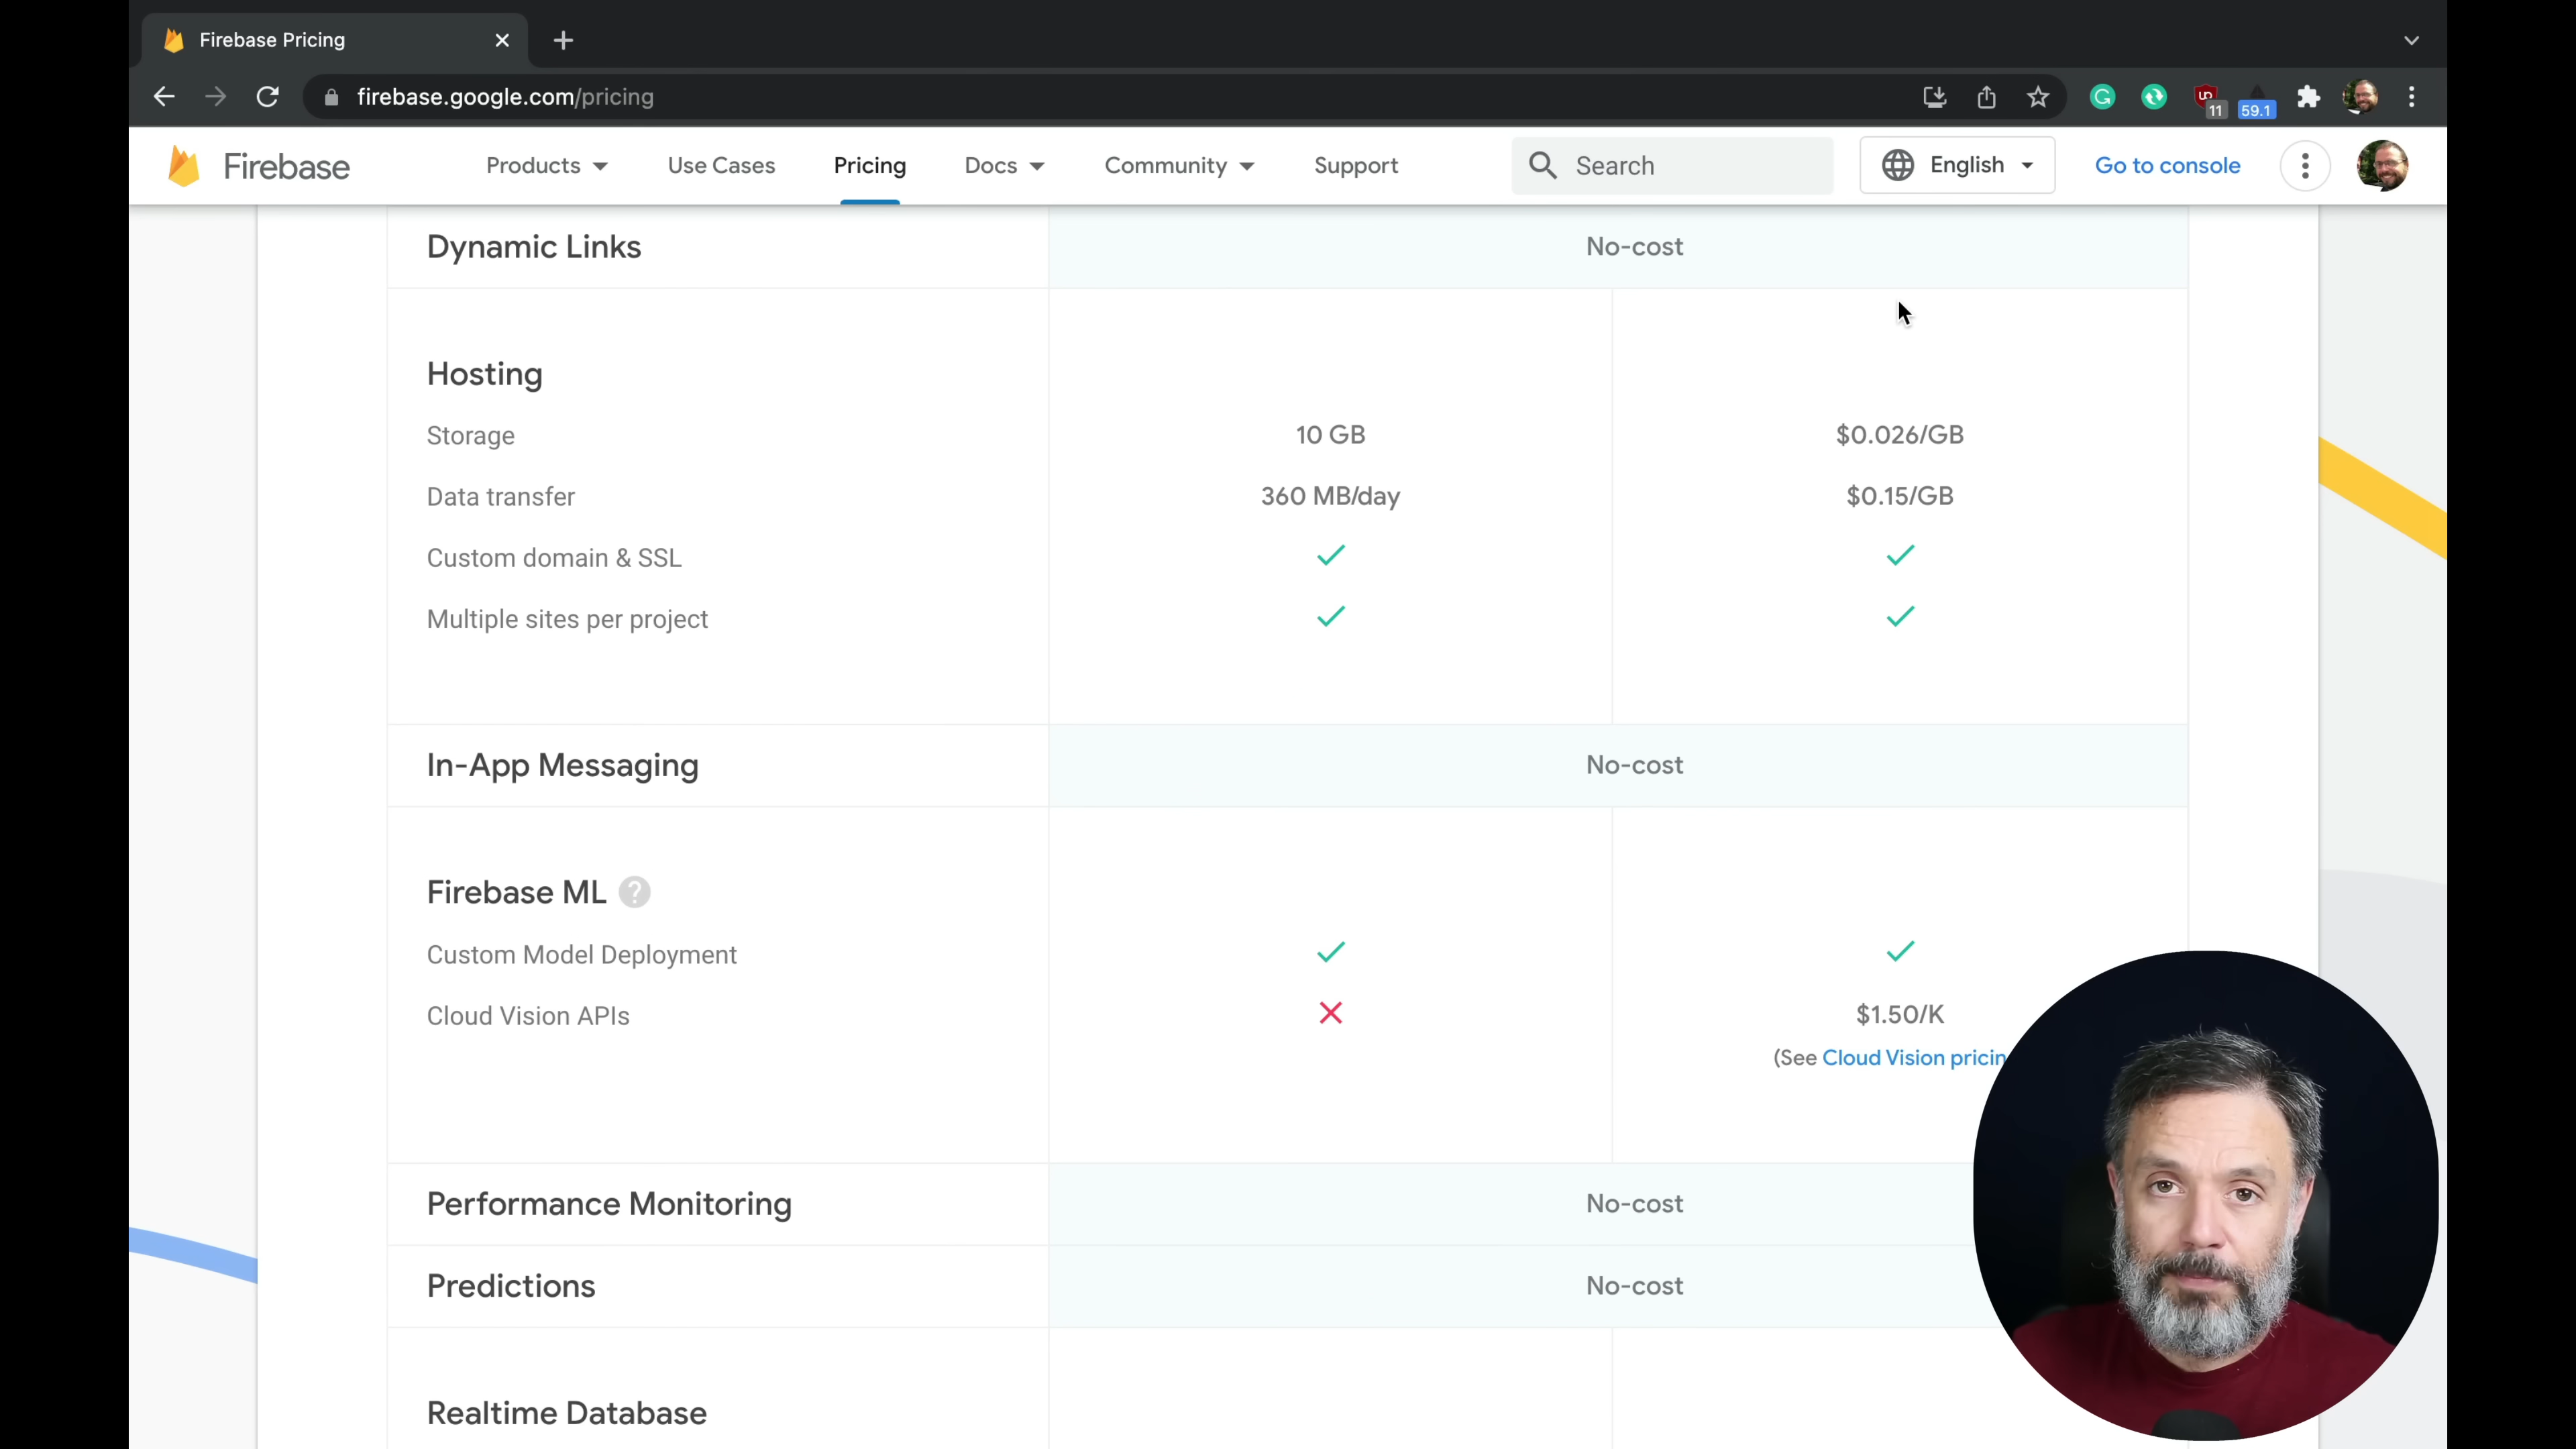 Firebase Pricing
firebase.google.com/pricing
11
59.1
Firebase
Products
Use Cases
Pricing
Docs
Community
Support
Search
English
Go to console
Dynamic Links
No-cost
Hosting
Storage
10 GB
$0.026/GB
Data transfer
360 MB/day
$0.15/GB
Custom domain & SSL
Multiple sites per project
In-App Messaging
No-cost
Firebase ML ?
Custom Model Deployment
Cloud Vision APIs
$1.50/K
(See Cloud Vision pricin
Performance Monitoring
No-cost
Predictions
No-cost
Realtime Database